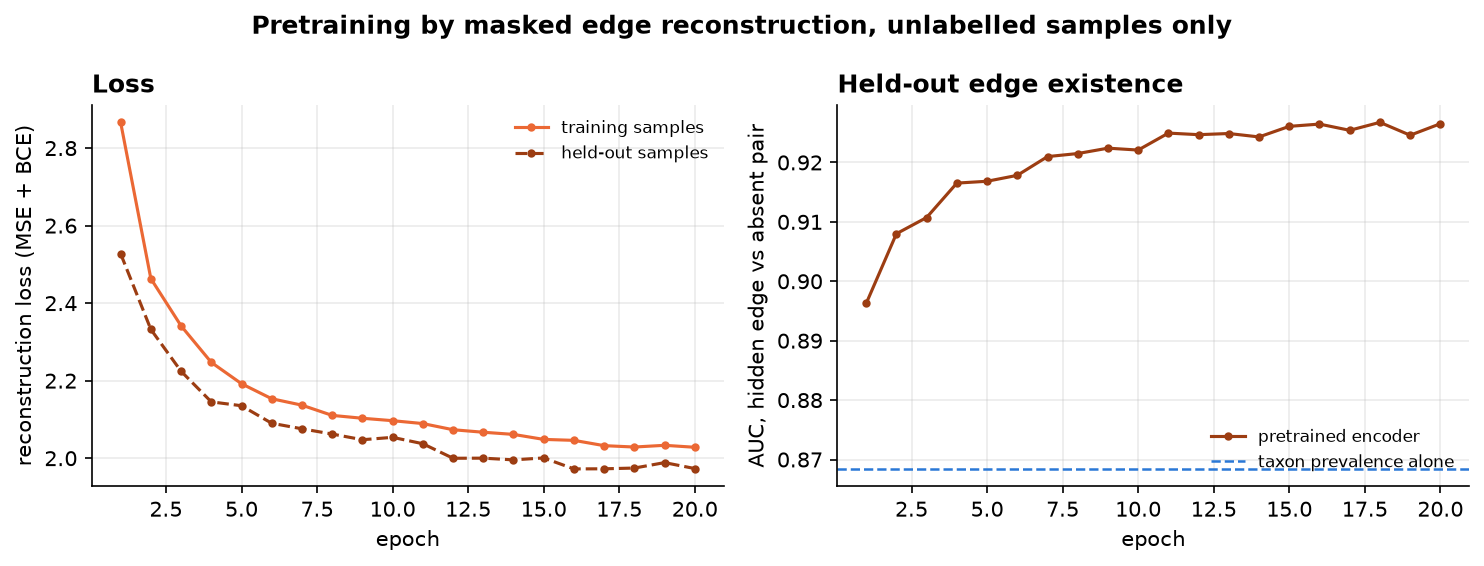 Pretraining by masked edge reconstruction, unlabelled samples only
Loss
reconstruction loss (MSE + BCE)
2.8
2.6
2.4
2.2
2.0
training samples
held-out samples
2.5 5.0 7.5 10.0 12.5 15.0 17.5 20.0
epoch
Held-out edge existence
AUC, hidden edge vs absent pair
0.92
0.91
0.90
0.89
0.88
0.87
pretrained encoder
taxon prevalence alone
2.5 5.0 7.5 10.0 12.5 15.0 17.5 20.0
epoch